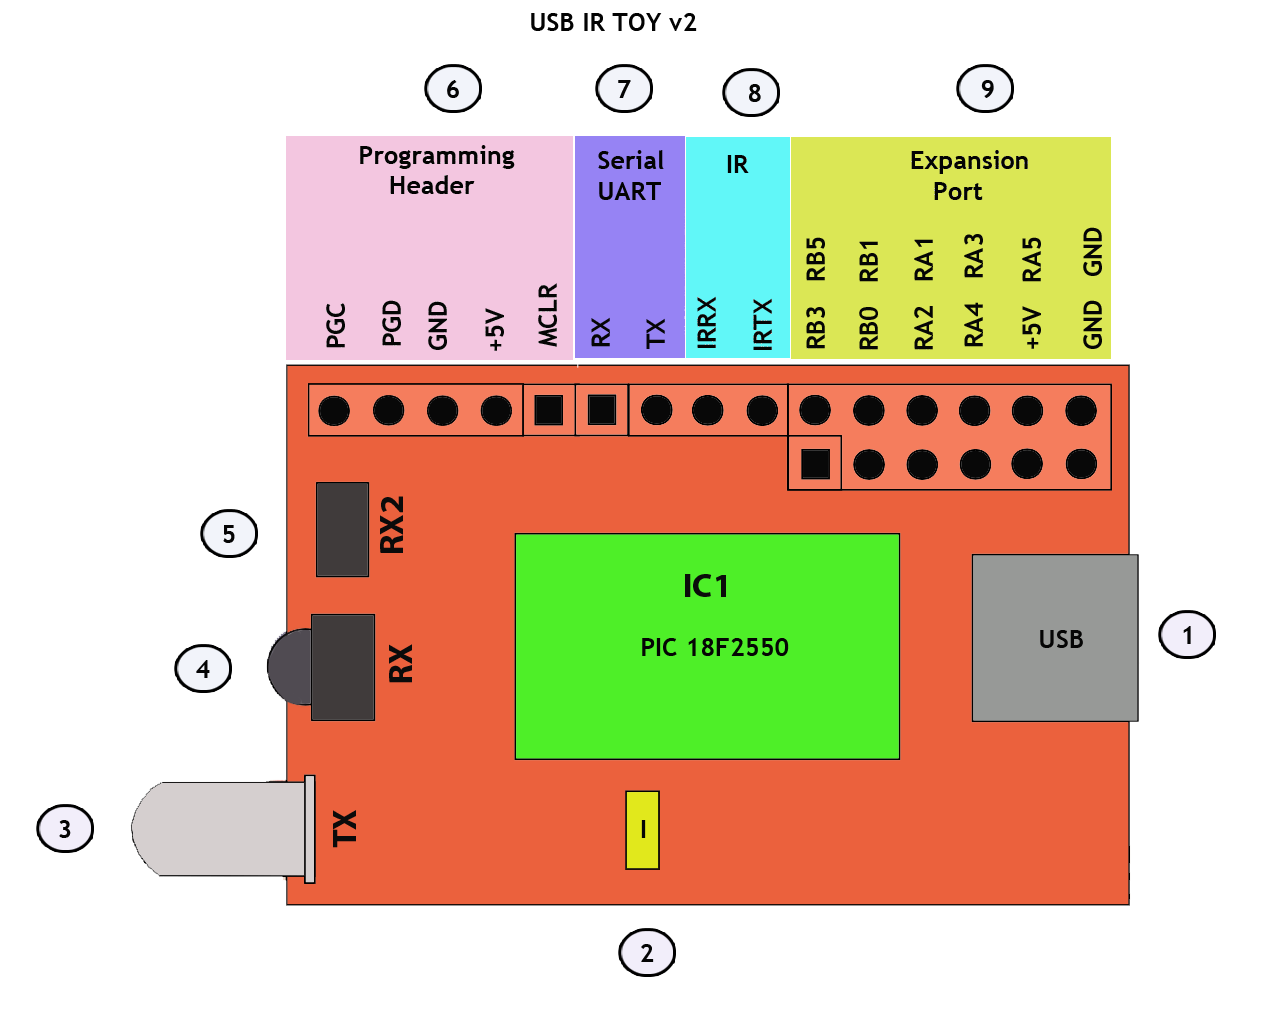 USB IR TOY v2
6
7
8
9
Programming
Header
Serial
UART
IR
Expansion
Port
RB5
RB1
RA1
RA3
RA5
GND
PGC
PGD
GND
+5V
MCLR
RX
TX
IRRX
IRTX
RB3
RB0
RA2
RA4
+5V
GND
5
RX2
IC1
PIC 18F2550
USB
1
4
RX
3
TX
I
2